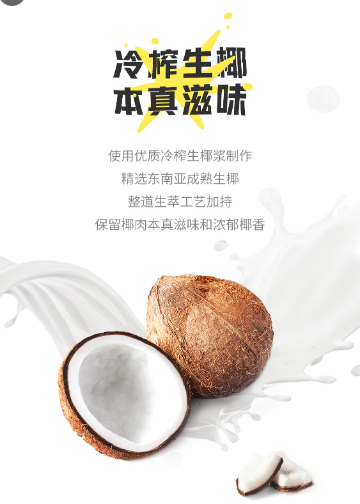 冷榨生椰
本真滋味
使用优质冷榨生椰浆制作
精选东南亚成熟生椰
整道生萃工艺加持
保留椰肉本真滋味和浓郁椰香